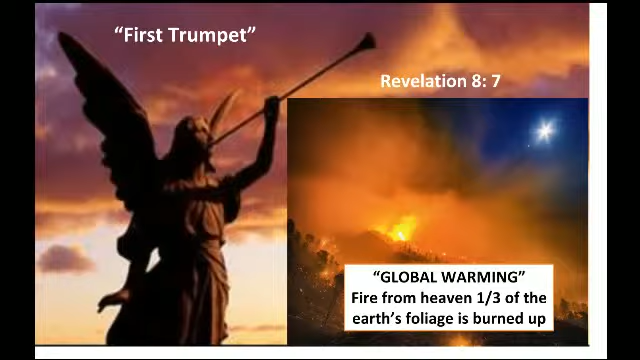 “First Trumpet”
Revelation 8: 7
“GLOBAL WARMING”
Fire from heaven 1/3 of the
earth’s foliage is burned up